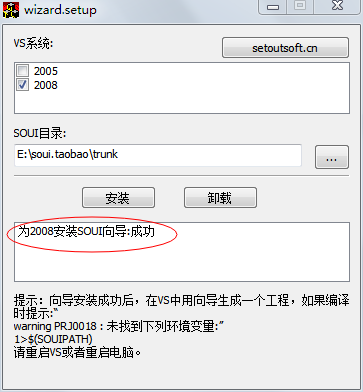 wizard.setup
VS系统:
setoutsoft.cn
2005
2008
SOUI目录:
E:\soui.taobao\trunk
...
安装
卸载
为2008安装SOUI向导:成功
提示：向导安装成功后，在VS中用向导生成一个工程，如果编译
时提示:“
warning PRJ0018 : 未找到下列环境变量:”
1>$(SOUIPATH)
请重启VS或者重启电脑。